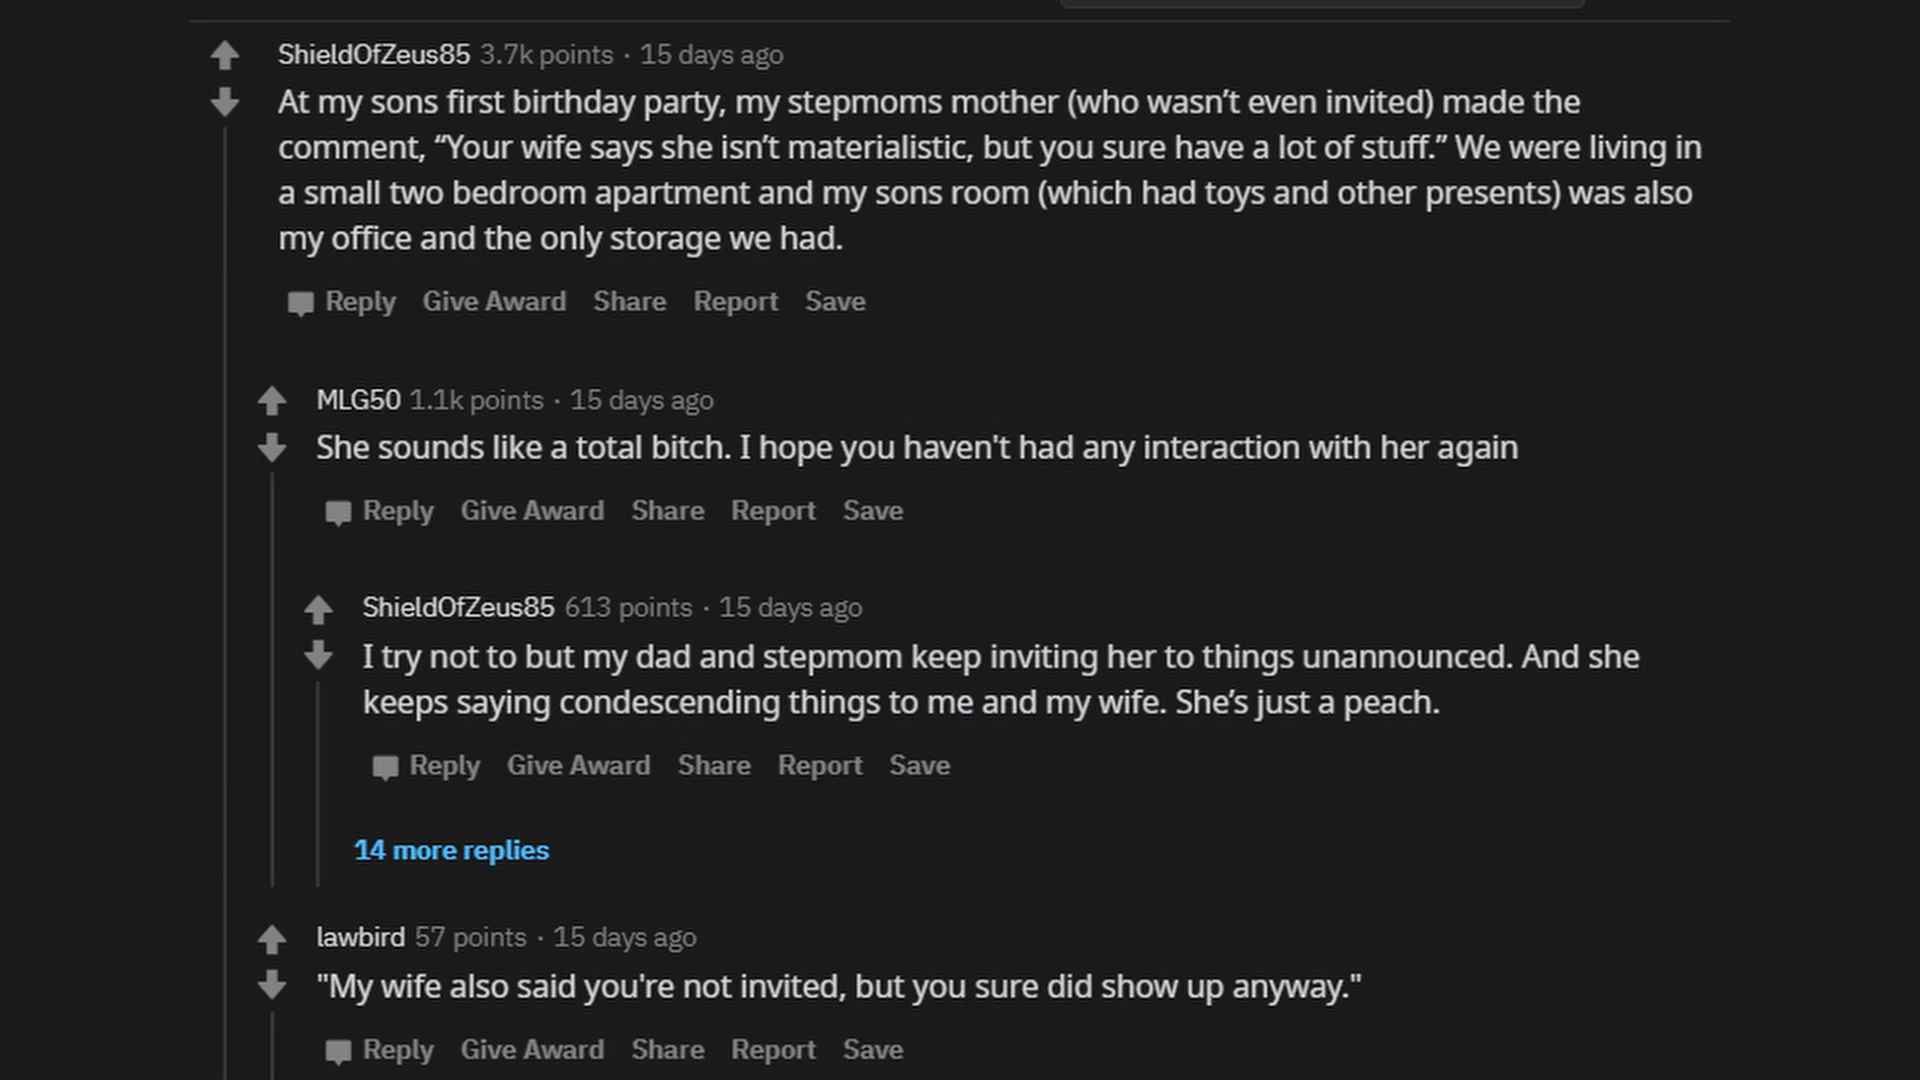 ShieldOfZeus85 3.7k points · 15 days ago
At my sons first birthday party, my stepmoms mother (who wasn’t even invited) made the
comment, “Your wife says she isn’t materialistic, but you sure have a lot of stuff.” We were living in
a small two bedroom apartment and my sons room (which had toys and other presents) was also
my office and the only storage we had.
Reply Give Award Share Report Save
MLG50 1.1k points · 15 days ago
She sounds like a total bitch. I hope you haven't had any interaction with her again
Reply Give Award Share Report Save
ShieldOfZeus85 613 points · 15 days ago
I try not to but my dad and stepmom keep inviting her to things unannounced. And she
keeps saying condescending things to me and my wife. She’s just a peach.
Reply Give Award Share Report Save
14 more replies
lawbird 57 points · 15 days ago
"My wife also said you're not invited, but you sure did show up anyway."
Reply Give Award Share Report Save